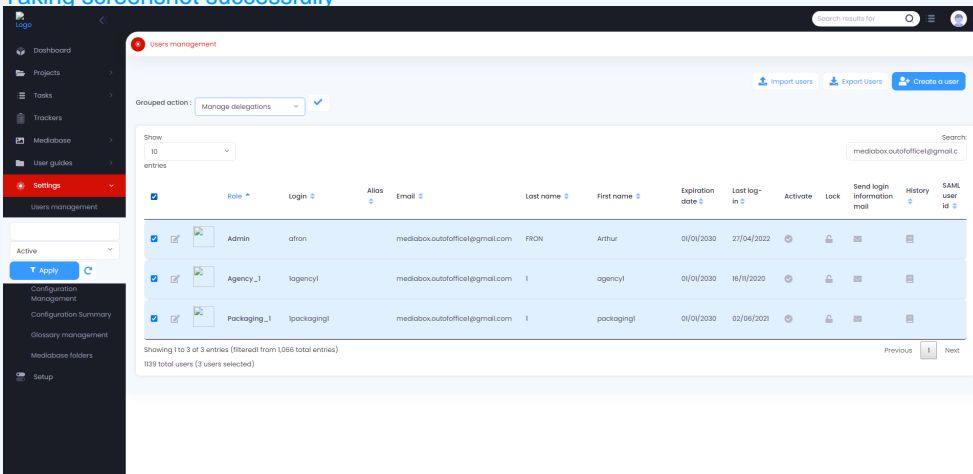 Taking screenshot successfully
Logo
Search results for
Dashboard
Projects
Tasks
Trackers
Mediabase
User guides
Settings
Users management
Active
Apply
Configuration
Management
Configuration Summary
Glossary management
Mediabase folders
Setup
Users management
Import users
Export Users
Create a user
Grouped action :
Manage delegations
Show
10
entries
Search:
mediabox.outofoffice1@gmail.c
Role
Login
Alias
Email
Last name
First name
Expiration
date
Last log-
in
Activate
Lock
Send login
information
mail
History
SAML
user
id
Admin afron mediabox.outofoffice1@gmail.com FRON Arthur 01/01/2030 27/04/2022
Agency_1 1agency1 mediabox.outofoffice1@gmail.com 1 agency1 01/01/2030 16/11/2020
Packaging_1 1packaging1 mediabox.outofoffice1@gmail.com 1 packaging1 01/01/2030 02/06/2021
Showing 1 to 3 of 3 entries (filtered1 from 1,066 total entries)
Previous 1 Next
1139 total users (3 users selected)